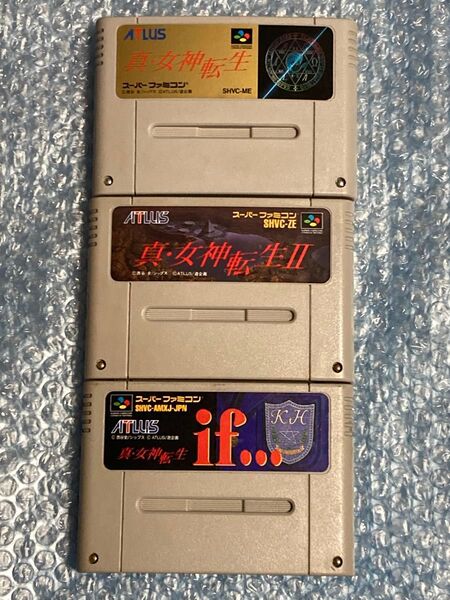 ATLUS
真・女神転生
スーパーファミコン
SHVC-ME
ATLUS
スーパーファミコン
SHVC-ZE
真・女神転生II
スーパーファミコン
SHVC-AMXJ-JPN
ATLUS
真・女神転生
if...
KH